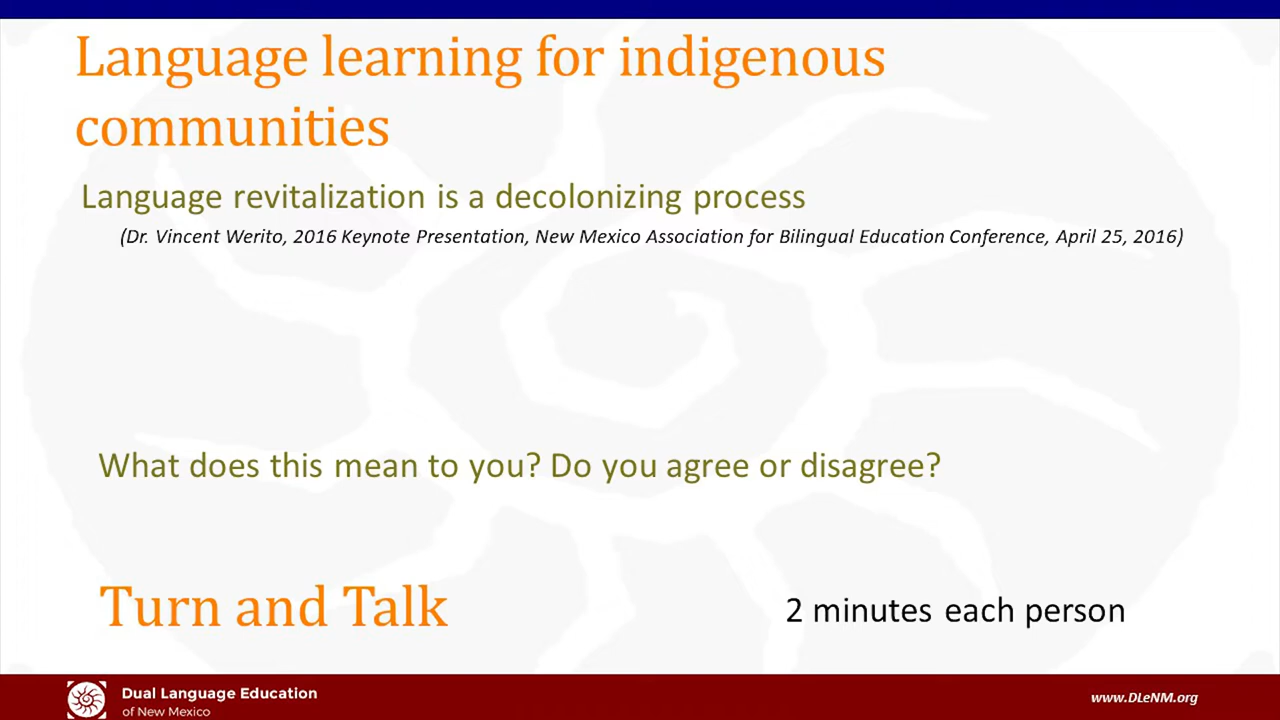 Language learning for indigenous
communities
Language revitalization is a decolonizing process
(Dr. Vincent Werito, 2016 Keynote Presentation, New Mexico Association for Bilingual Education Conference, April 25, 2016)
What does this mean to you? Do you agree or disagree?
Turn and Talk
2 minutes each person
Dual Language Education
of New Mexico
www.DLeNM.org